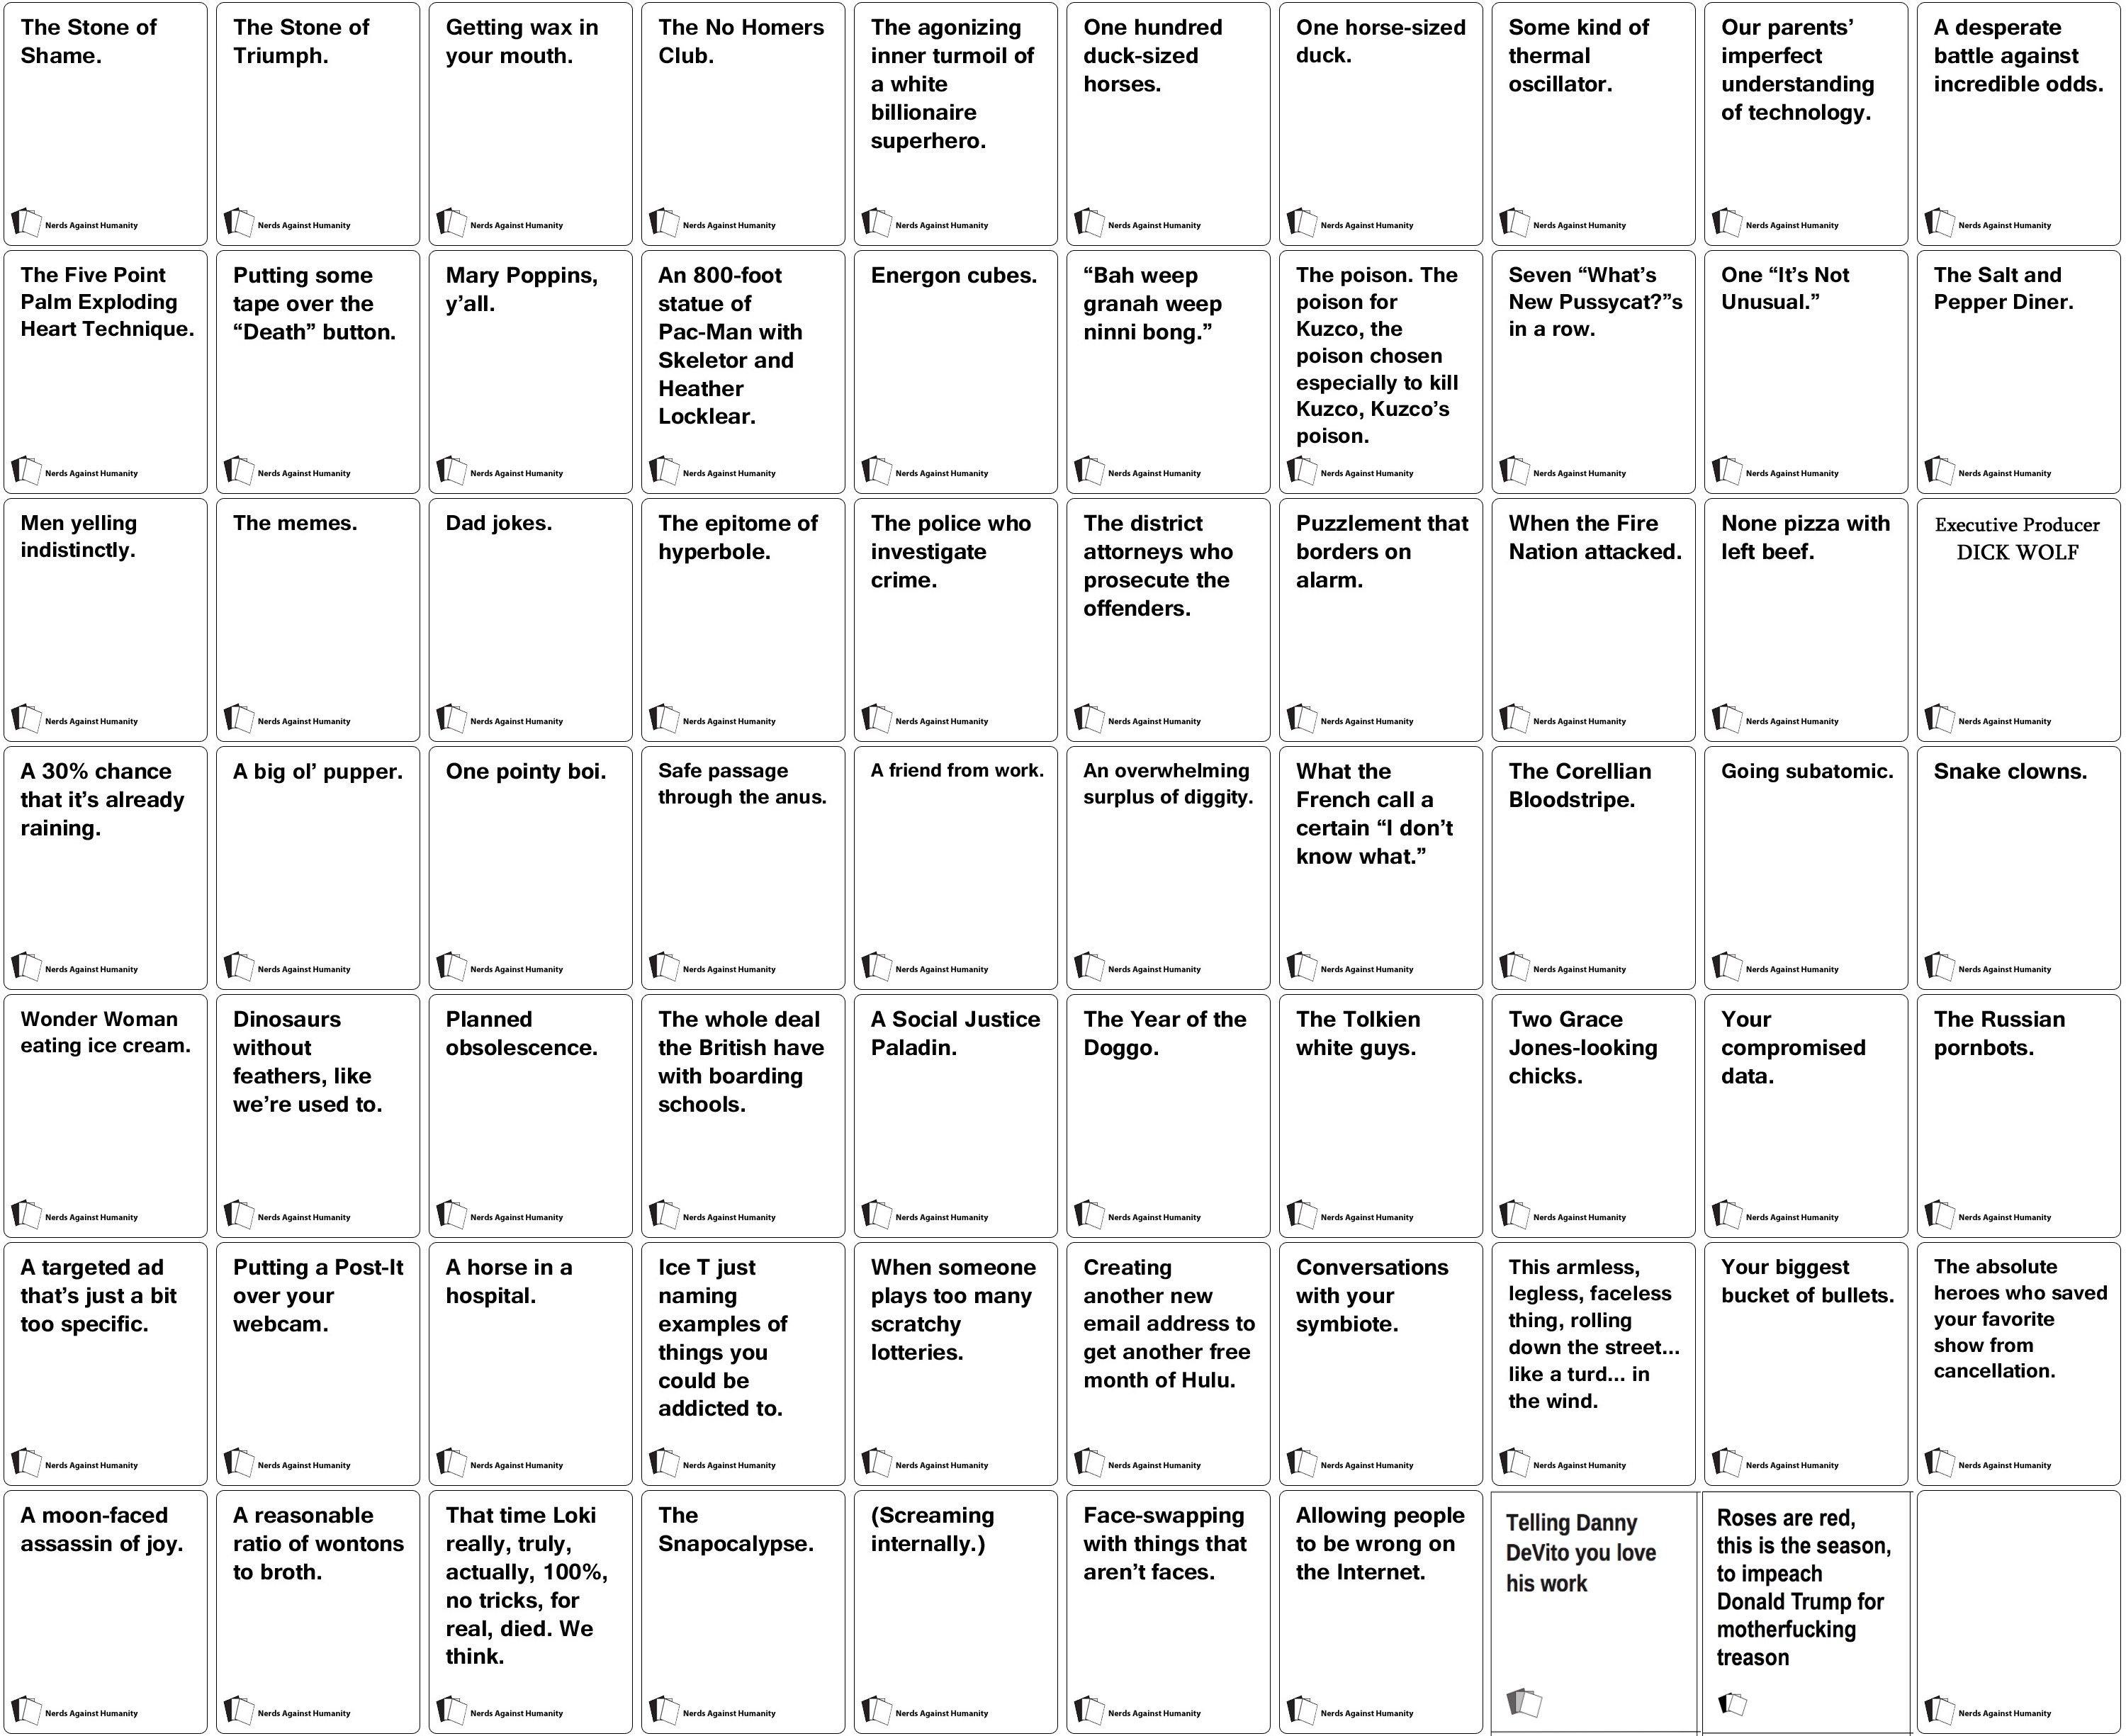 The Stone of
Shame.
Nerds Against Humanity
The Stone of
Triumph.
Nerds Against Humanity
Getting wax in
your mouth.
Nerds Against Humanity
The No Homers
Club.
Nerds Against Humanity
The agonizing
inner turmoil of
a white
billionaire
superhero.
Nerds Against Humanity
One hundred
duck-sized
horses.
Nerds Against Humanity
One horse-sized
duck.
Nerds Against Humanity
Some kind of
thermal
oscillator.
Nerds Against Humanity
Our parents’
imperfect
understanding
of technology.
Nerds Against Humanity
A desperate
battle against
incredible odds.
Nerds Against Humanity
The Five Point
Palm Exploding
Heart Technique.
Nerds Against Humanity
Putting some
tape over the
“Death” button.
Nerds Against Humanity
Mary Poppins,
y’all.
Nerds Against Humanity
An 800-foot
statue of
Pac-Man with
Skeletor and
Heather
Locklear.
Nerds Against Humanity
Energon cubes.
Nerds Against Humanity
“Bah weep
granah weep
ninni bong.”
Nerds Against Humanity
The poison. The
poison for
Kuzco, the
poison chosen
especially to kill
Kuzco, Kuzco’s
poison.
Nerds Against Humanity
Seven “What’s
New Pussycat?”s
in a row.
Nerds Against Humanity
One “It’s Not
Unusual.”
Nerds Against Humanity
The Salt and
Pepper Diner.
Nerds Against Humanity
Men yelling
indistinctly.
Nerds Against Humanity
The memes.
Nerds Against Humanity
Dad jokes.
Nerds Against Humanity
The epitome of
hyperbole.
Nerds Against Humanity
The police who
investigate
crime.
Nerds Against Humanity
The district
attorneys who
prosecute the
offenders.
Nerds Against Humanity
Puzzlement that
borders on
alarm.
Nerds Against Humanity
When the Fire
Nation attacked.
Nerds Against Humanity
None pizza with
left beef.
Nerds Against Humanity
Executive Producer
DICK WOLF
Nerds Against Humanity
A 30% chance
that it’s already
raining.
Nerds Against Humanity
A big ol’ pupper.
Nerds Against Humanity
One pointy boi.
Nerds Against Humanity
Safe passage
through the anus.
Nerds Against Humanity
A friend from work.
Nerds Against Humanity
An overwhelming
surplus of diggity.
Nerds Against Humanity
What the
French call a
certain “I don’t
know what.”
Nerds Against Humanity
The Corellian
Bloodstripe.
Nerds Against Humanity
Going subatomic.
Nerds Against Humanity
Snake clowns.
Nerds Against Humanity
Wonder Woman
eating ice cream.
Nerds Against Humanity
Dinosaurs
without
feathers, like
we’re used to.
Nerds Against Humanity
Planned
obsolescence.
Nerds Against Humanity
The whole deal
the British have
with boarding
schools.
Nerds Against Humanity
A Social Justice
Paladin.
Nerds Against Humanity
The Year of the
Doggo.
Nerds Against Humanity
The Tolkien
white guys.
Nerds Against Humanity
Two Grace
Jones-looking
chicks.
Nerds Against Humanity
Your
compromised
data.
Nerds Against Humanity
The Russian
pornbots.
Nerds Against Humanity
A targeted ad
that’s just a bit
too specific.
Nerds Against Humanity
Putting a Post-It
over your
webcam.
Nerds Against Humanity
A horse in a
hospital.
Nerds Against Humanity
Ice T just
naming
examples of
things you
could be
addicted to.
Nerds Against Humanity
When someone
plays too many
scratchy
lotteries.
Nerds Against Humanity
Creating
another new
email address to
get another free
month of Hulu.
Nerds Against Humanity
Conversations
with your
symbiote.
Nerds Against Humanity
This armless,
legless, faceless
thing, rolling
down the street...
like a turd... in
the wind.
Nerds Against Humanity
Your biggest
bucket of bullets.
Nerds Against Humanity
The absolute
heroes who saved
your favorite
show from
cancellation.
Nerds Against Humanity
A moon-faced
assassin of joy.
Nerds Against Humanity
A reasonable
ratio of wontons
to broth.
Nerds Against Humanity
That time Loki
really, truly,
actually, 100%,
no tricks, for
real, died. We
think.
Nerds Against Humanity
The
Snapocalypse.
Nerds Against Humanity
(Screaming
internally.)
Nerds Against Humanity
Face-swapping
with things that
aren’t faces.
Nerds Against Humanity
Allowing people
to be wrong on
the Internet.
Nerds Against Humanity
Telling Danny
DeVito you love
his work
Roses are red,
this is the season,
to impeach
Donald Trump for
motherfucking
treason
Nerds Against Humanity